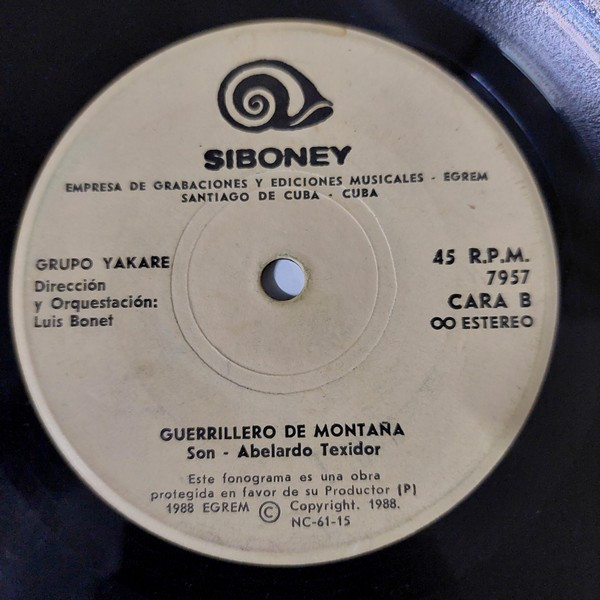 SIBONEY
EMPRESA DE GRABACIONES Y EDICIONES MUSICALES - EGREM
SANTIAGO DE CUBA - CUBA
GRUPO YAKARE
Dirección
y Orquestación:
Luis Bonet
45 R.P.M.
7957
CARA B
∞ ESTEREO
GUERRILLERO DE MONTAÑA
Son - Abelardo Texidor
Este fonograma es una obra
protegida en favor de su Productor (P)
1988 EGREM © Copyright. 1988.
NC-61-15